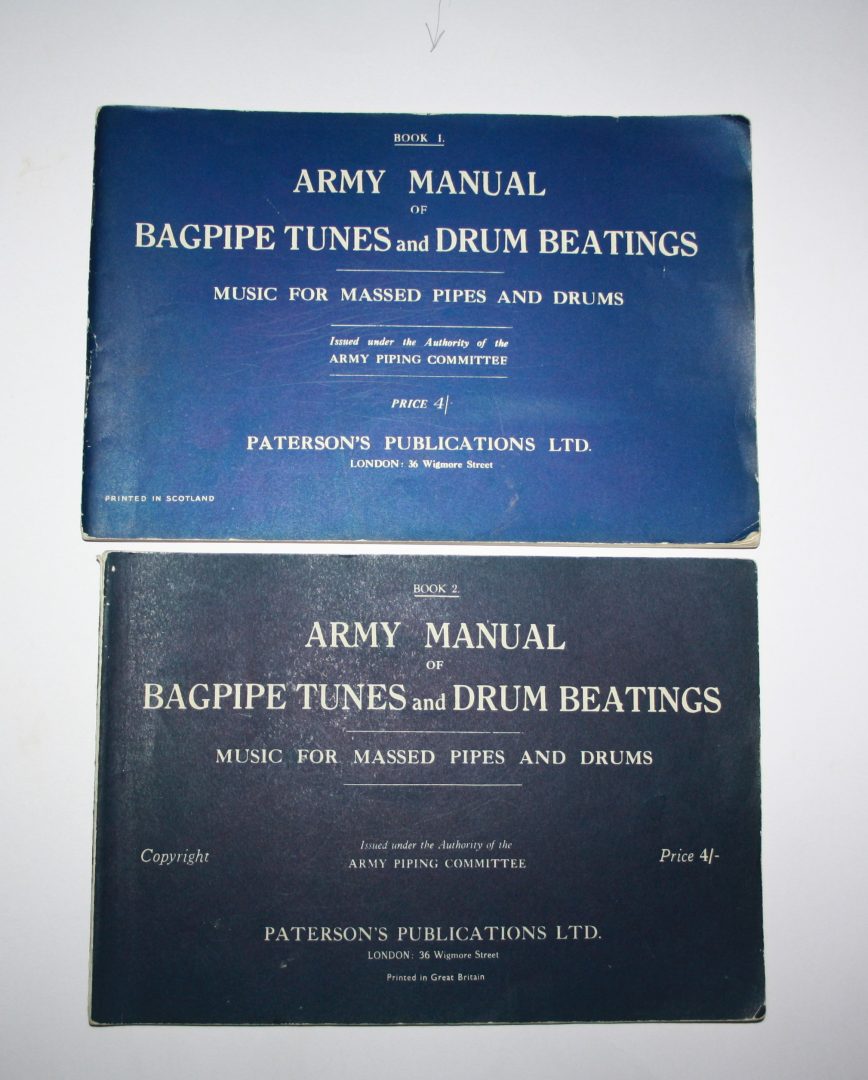 BOOK 1.
ARMY MANUAL
OF
BAGPIPE TUNES and DRUM BEATINGS
MUSIC FOR MASSED PIPES AND DRUMS
Issued under the Authority of the
ARMY PIPING COMMITTEE
PRICE 4/-
PATERSON'S PUBLICATIONS LTD.
LONDON: 36 Wigmore Street
PRINTED IN SCOTLAND
BOOK 2.
ARMY MANUAL
OF
BAGPIPE TUNES and DRUM BEATINGS
MUSIC FOR MASSED PIPES AND DRUMS
Issued under the Authority of the
ARMY PIPING COMMITTEE
Copyright
Price 4/-
PATERSON'S PUBLICATIONS LTD.
LONDON: 36 Wigmore Street
Printed in Great Britain